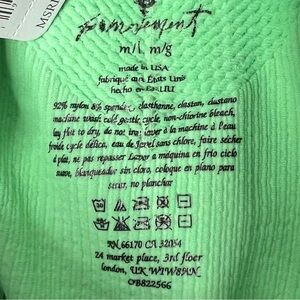 MSRP
m/l, m/g
made in USA
fabriqué aux États Unis
hecho en EE.UU
92% nylon 8% spandex, elasthanne, elastan, elastano
machine wash cold gentle cycle, non-chlorine bleach,
lay flat to dry, do not iron laver à la machine à l'eau
froide cycle délica, eau de Javel sans chlore, faire sécher
à plat, ne pas repasser Lavar a máquina en frío ciclo
suave, blanqueador sin cloro, colgar en plano para
secar, no planchar
RN 66170 CA 32054
24 market place, 3rd floor
london, UK W1W8AN
OB822566